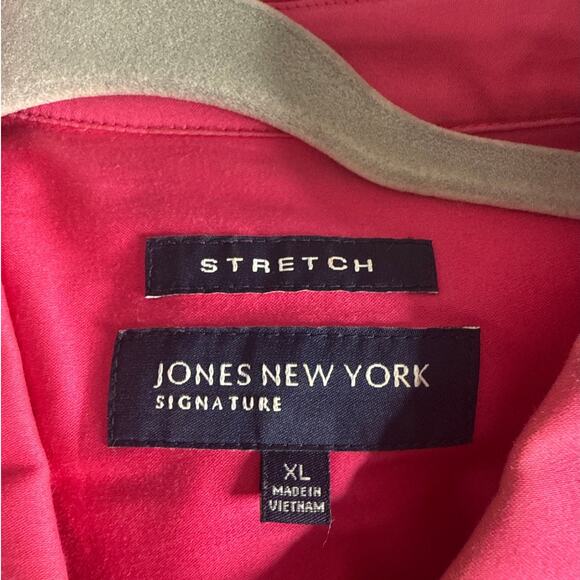 STRETCH
JONES NEW YORK
SIGNATURE
XL
MADE IN
VIETNAM